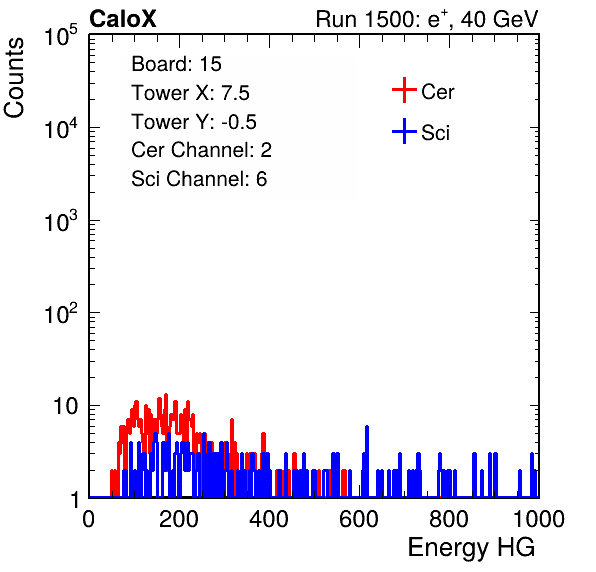 CaloX Run 1500: e⁺, 40 GeV
Counts
Board: 15
Tower X: 7.5
Tower Y: -0.5
Cer Channel: 2
Sci Channel: 6
Cer
Sci
10⁵
10⁴
10³
10²
10
1
0 200 400 600 800 1000
Energy HG